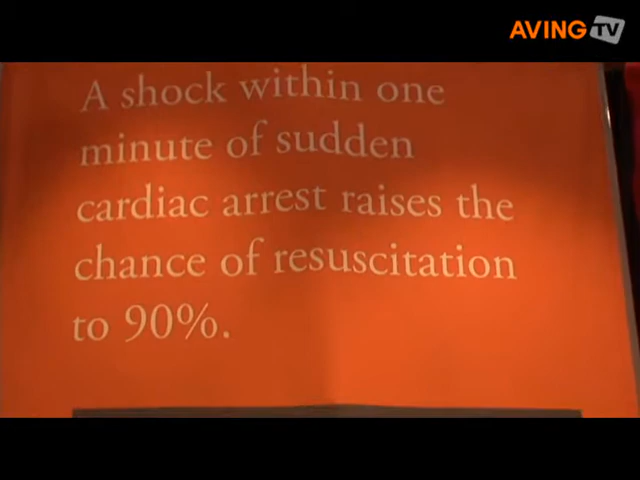 AVING TV
A shock within one
minute of sudden
cardiac arrest raises the
chance of resuscitation
to 90%.